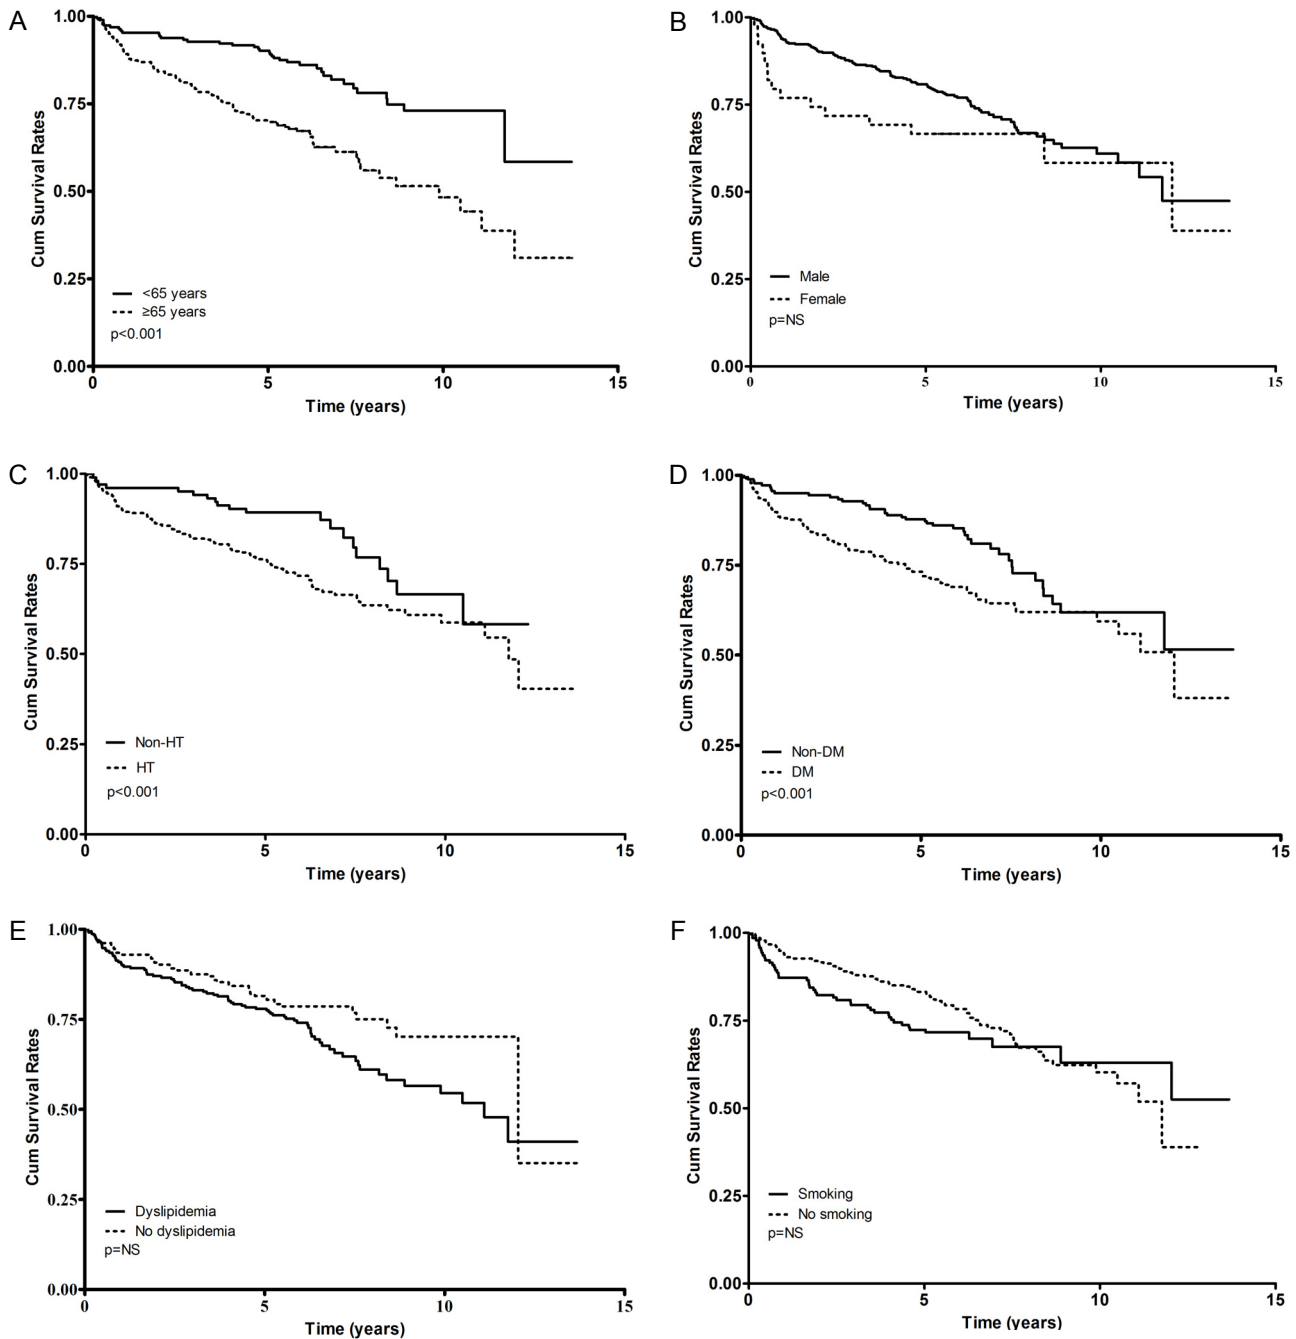 A
Cum Survival Rates
1.00
0.75
0.50
0.25
0.00
<65 years
≥65 years
p<0.001
0 5 10 15
Time (years)
B
Cum Survival Rates
1.00
0.75
0.50
0.25
0.00
Male
Female
p=NS
0 5 10 15
Time (years)
C
Cum Survival Rates
1.00
0.75
0.50
0.25
0.00
Non-HT
HT
p<0.001
0 5 10 15
Time (years)
D
Cum Survival Rates
1.00
0.75
0.50
0.25
0.00
Non-DM
DM
p<0.001
0 5 10 15
Time (years)
E
Cum Survival Rates
1.00
0.75
0.50
0.25
0.00
Dyslipidemia
No dyslipidemia
p=NS
0 5 10 15
Time (years)
F
Cum Survival Rates
1.00
0.75
0.50
0.25
0.00
Smoking
No smoking
p=NS
0 5 10 15
Time (years)